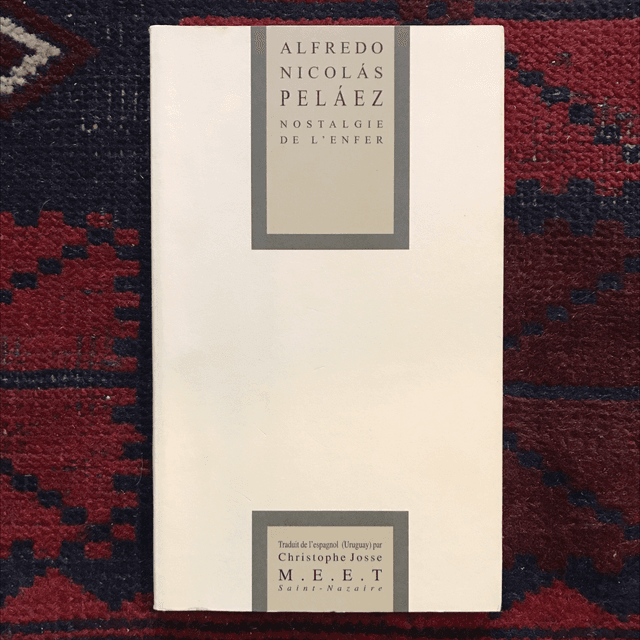 ALFREDO
NICOLÁS
PELÁEZ
NOSTALGIE
DE L'ENFER
Traduit de l'espagnol (Uruguay) par
Christophe Josse
M.E.E.T
Saint-Nazaire